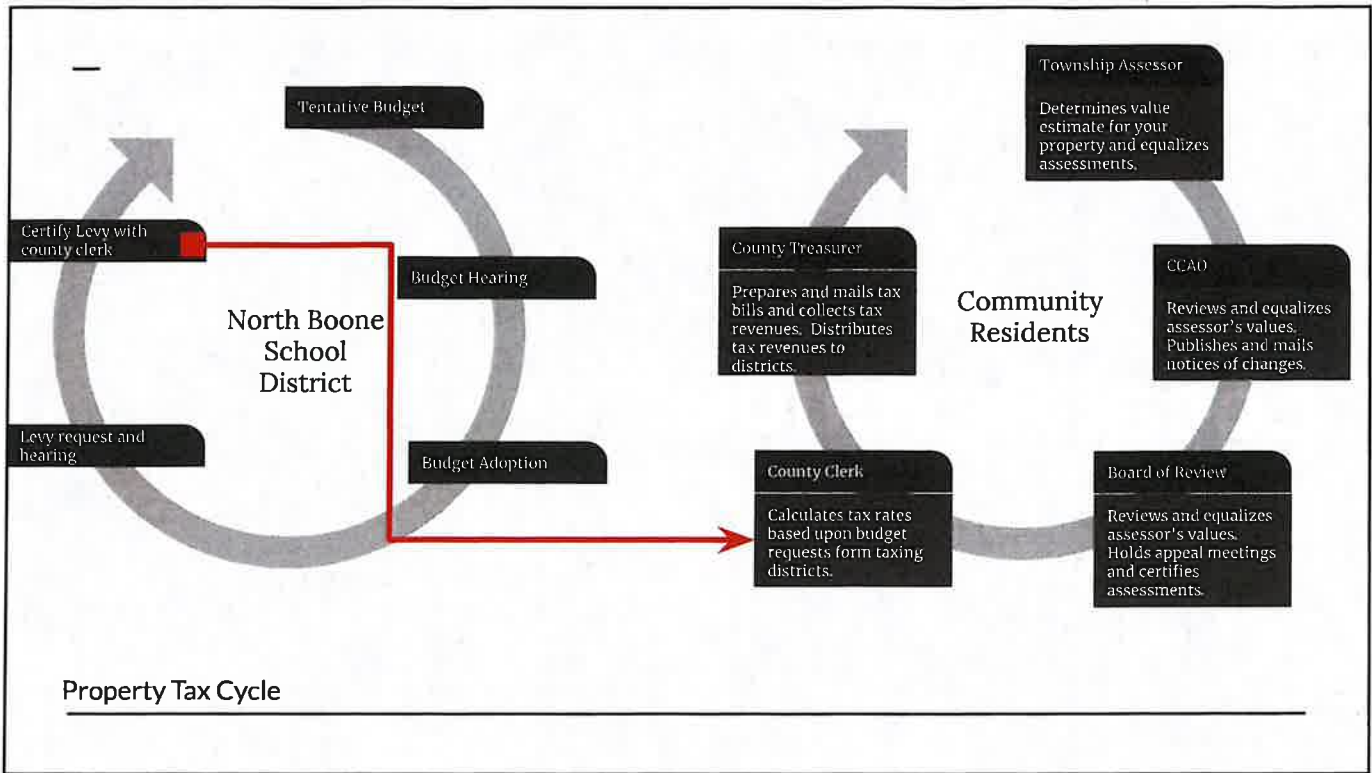 Tentative Budget
Certify Levy with
county clerk
Budget Hearing
North Boone
School
District
Levy request and
hearing
Budget Adoption
Township Assessor
Determines value
estimate for your
property and equalizes
assessments.
County Treasurer
Prepares and mails tax
bills and collects tax
revenues. Distributes
tax revenues to
districts.
Community
Residents
CCAO
Reviews and equalizes
assessor's values.
Publishes and mails
notices of changes.
County Clerk
Calculates tax rates
based upon budget
requests form taxing
districts.
Board of Review
Reviews and equalizes
assessor's values.
Holds appeal meetings
and certifies
assessments.
Property Tax Cycle